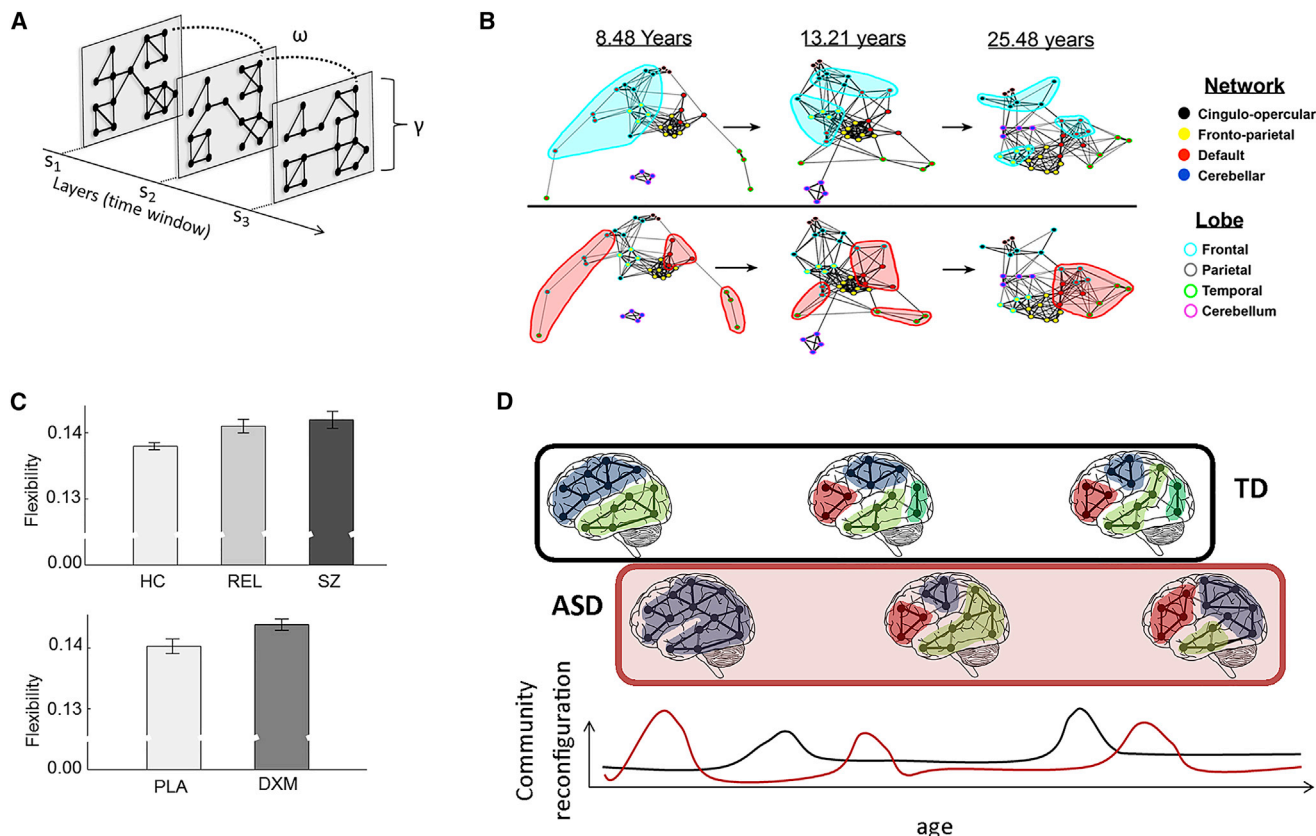 A
ω
γ
s1
s2
s3
Layers (time window)
B
8.48 Years
13.21 years
25.48 years
Network
Cingulo-opercular
Fronto-parietal
Default
Cerebellar
Lobe
Frontal
Parietal
Temporal
Cerebellum
C
Flexibility
0.14
0.13
0.00
HC
REL
SZ
Flexibility
0.14
0.13
0.00
PLA
DXM
D
TD
ASD
Community
reconfiguration
age